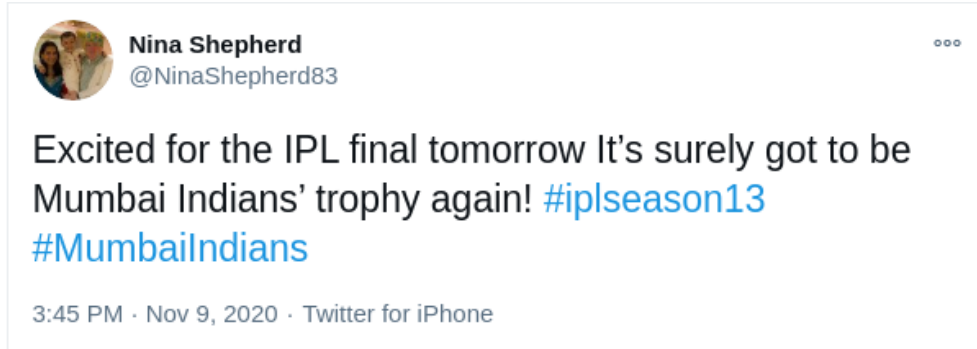 Nina Shepherd
@NinaShepherd83
Excited for the IPL final tomorrow It’s surely got to be
Mumbai Indians’ trophy again! #iplseason13
#MumbaiIndians
3:45 PM · Nov 9, 2020 · Twitter for iPhone